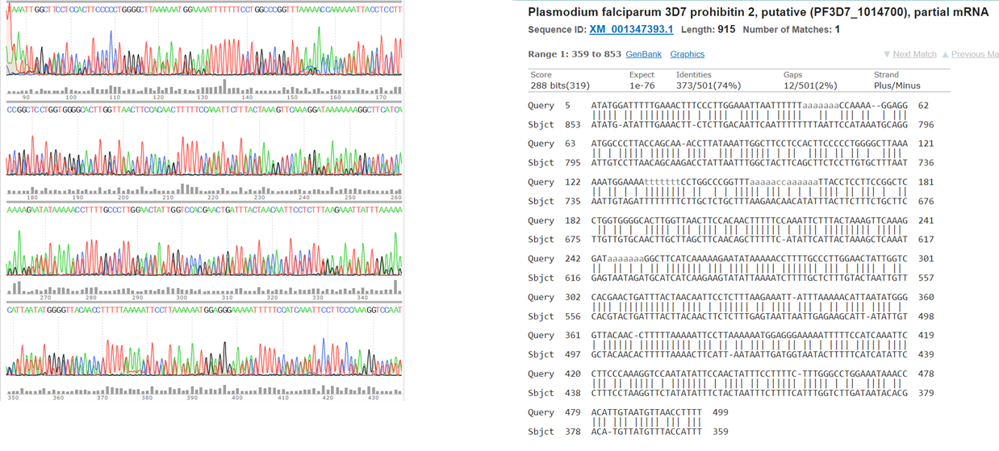 TAAATTGGCTTCCTCCACTTCCCCCTGGGGCTTAAAAAATGGAAAATTTTTTTCCTGGCCCGGTTTAAAAACCAAAAAAATTACCTCCTT
90 100 110 120 130 140 150 160 170
CCGGCTCCTGGTGGGGCACTTGGTTAACTTCCACAACTTTTTCCAAATTCTTTACTAAAGTTCAAAGGATAAAAAAAGGCTTCATCA
180 190 200 210 220 230 240 250 260
AAAAGAATATAAAAACCTTTTGCCCTTGGAACTATTGGTCCACGAACTGATTTACTAACAATTCCTCTTTAAGAAATTATTTAAAAA
270 280 290 300 310 320 330 340
CATTAATATGGGGTTACAACCTTTTTAAAAATTCCTTAAAAAATGGAGGGAAAAATTTTTCCATCAAATTCCTTCCCAAAGGTCCAAT
350 360 370 380 390 400 410 420 430
Plasmodium falciparum 3D7 prohibitin 2, putative (PF3D7_1014700), partial mRNA
Sequence ID: XM_001347393.1 Length: 915 Number of Matches: 1
Range 1: 359 to 853 GenBank Graphics ▼ Next Match ▲ Previous Ma
Score Expect Identities Gaps Strand
288 bits(319) 1e-76 373/501(74%) 12/501(2%) Plus/Minus
Query 5 ATATGGATTTTTGAAACTTTCCCTTGGAAATTAATTTTTTaaaaaaaCCAAAA--GGAGG 62
Sbjct 853 ATATG-ATATTTGAAACTT-CTCTTGACAATTCAATTTTTTTTAATTCCATAAATGCAGG 796
Query 63 ATGGCCCTTACCAGCAA-ACCTTATAAATTGGCTTCCTCCACTTCCCCCTGGGGCTTAAA 121
Sbjct 795 ATTGTCCTTAACAGCAAGACCTATTAATTTGGCTACTTCAGCTTCTCCTTGTGCTTTAAT 736
Query 122 AAATGGAAAAtttttttCCTGGCCCGGTTTaaaaaccaaaaaaaTTACCTCCTTCCGGCTC 181
Sbjct 735 AATTGTAGATTTTTTTTCTTGCTCTGCTTTAAGAACAACATATTTACTTCTTTCTGCTTC 676
Query 182 CTGGTGGGGCACTTGGTTAACTTCCACAACTTTTTCCAAATTCTTTACTAAAGTTCAAAG 241
Sbjct 675 TTGTTGTGCAACTTGCTTAGCTTCAACAGCTTTTTC-ATATTCATTACTAAAGCTCAAAT 617
Query 242 GATaaaaaaaGGCTTCATCAAAAAGAATATAAAAACCTTTTGCCCTTGGAACTATTGGTC 301
Sbjct 616 GAGTAATAGATGCATCATCAAGAAGTATATTAAAATCTTTTGCTCTTTGTACTAATTGTT 557
Query 302 CACGAACTGATTTACTAACAATTCCTCTTTAAGAAATT-ATTTAAAAACATTAATATGGG 360
Sbjct 556 CACGTACTGATTTACTTACAACTTCTCTTTGAGTAATTAATTGAGAAGCATT-ATATTGT 498
Query 361 GTTACAAC-CTTTTTAAAAATTCCTTAAAAAATGGAGGGAAAAATTTTTCCATCAAATTC 419
Sbjct 497 GCTACAACACTTTTTAAAACTTCATT-AATAATTGATGGTAATACTTTTTCATCATATTC 439
Query 420 CTTCCCAAAGGTCCAATATATTCCAACTATTTCCTTTTC-TTTGGGCCTGGAAATAAACC 478
Sbjct 438 CTTTCCTAAGGTTCTATATATTTCTACTAATTTCTTTTCATTTGGTCTTGATAATACACG 379
Query 479 ACATTGTAATGTTAACCTTTT 499
Sbjct 378 ACA-TGTTATGTTTACCATTT 359